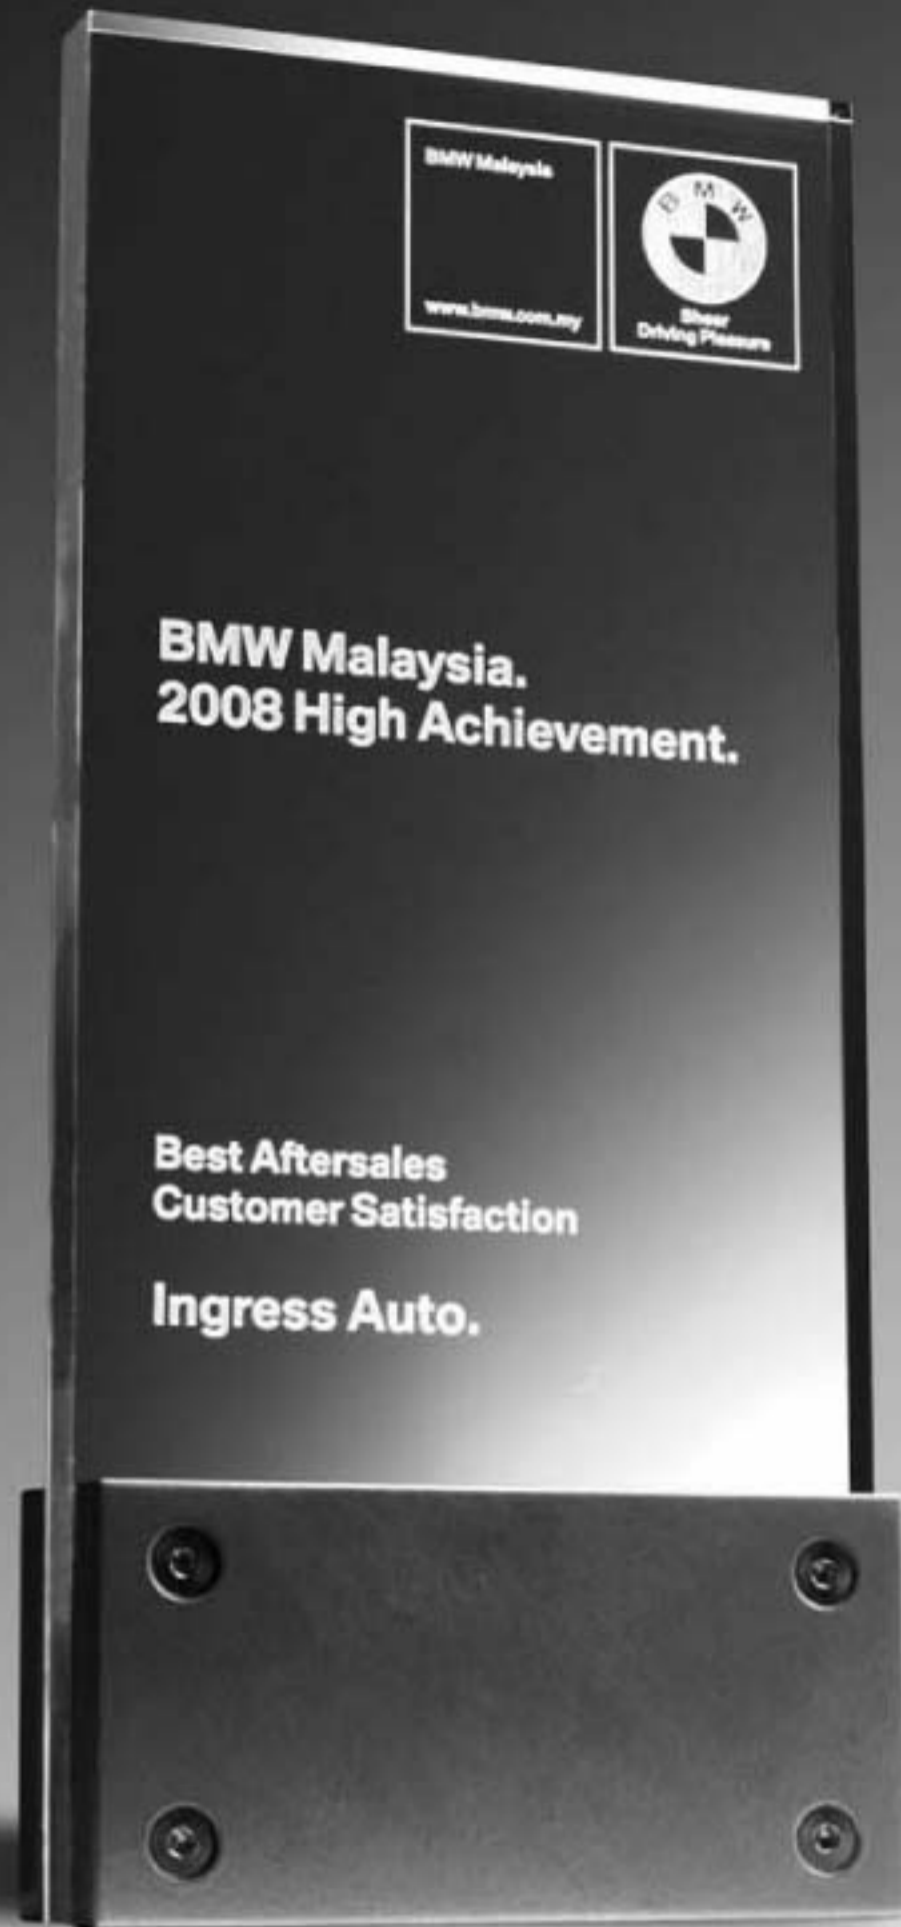 BMW Malaysia
www.bmw.com.my
BMW
Sheer
Driving Pleasure
BMW Malaysia.
2008 High Achievement.
Best Aftersales
Customer Satisfaction
Ingress Auto.